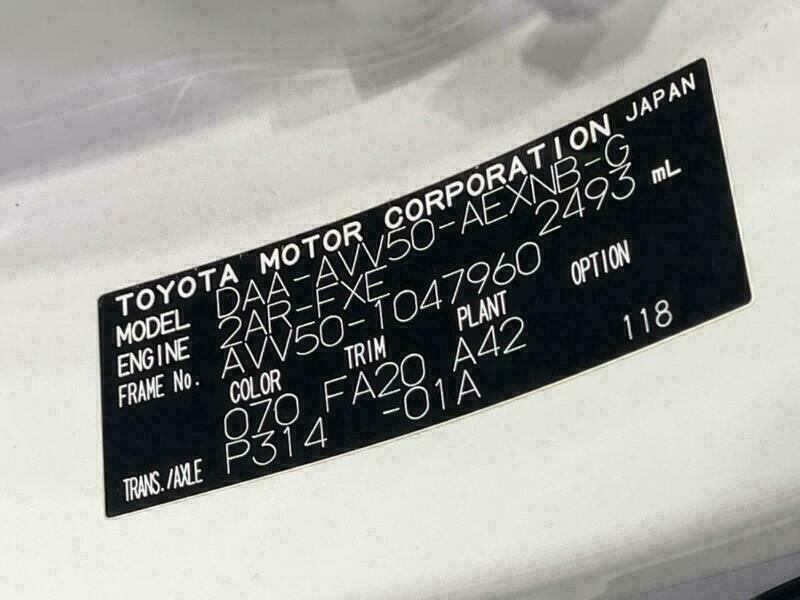 TOYOTA MOTOR CORPORATION JAPAN
MODEL DAA-AVV50-AEXNB-G
ENGINE 2AR-FXE 2493 mL
FRAME No. AVV50-1047960
COLOR TRIM PLANT OPTION
070 FA20 A42 118
TRANS./AXLE P314 -01A